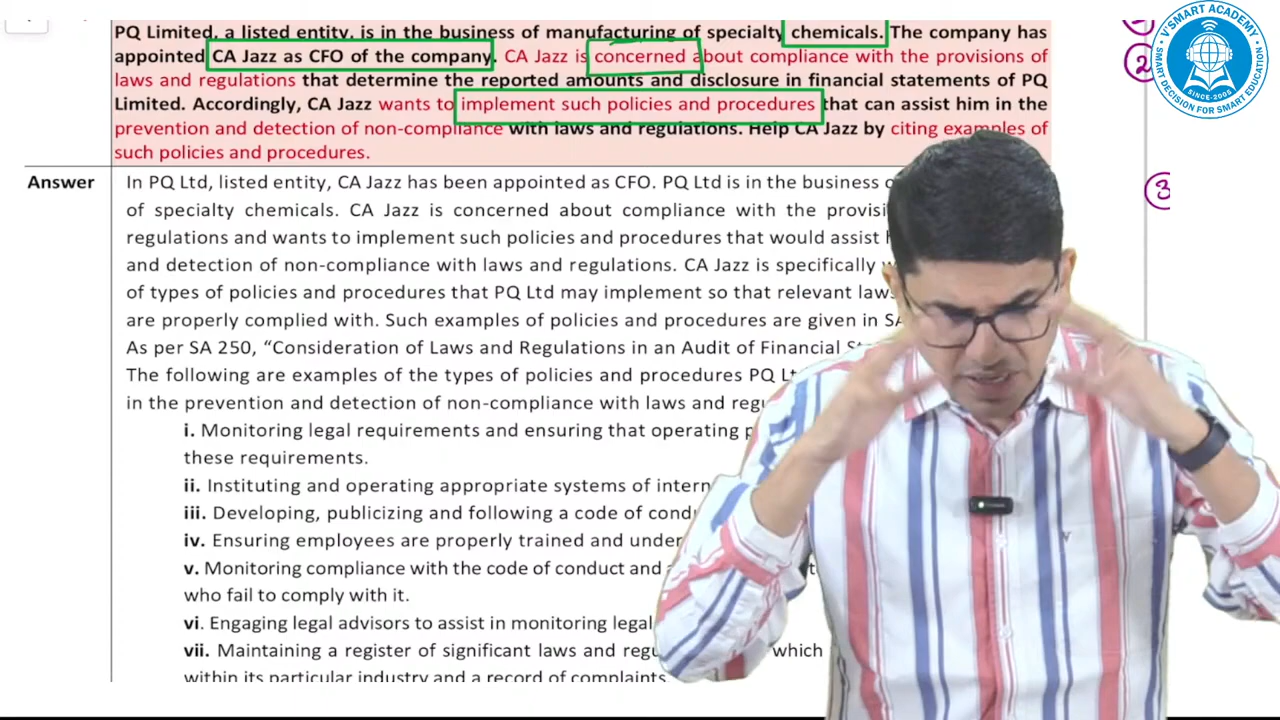 PQ Limited, a listed entity, is in the business of manufacturing of specialty chemicals. The company has
appointed CA Jazz as CFO of the company. CA Jazz is concerned about compliance with the provisions of
laws and regulations that determine the reported amounts and disclosure in financial statements of PQ
Limited. Accordingly, CA Jazz wants to implement such policies and procedures that can assist him in the
prevention and detection of non-compliance with laws and regulations. Help CA Jazz by citing examples of
such policies and procedures.
Answer
In PQ Ltd, listed entity, CA Jazz has been appointed as CFO. PQ Ltd is in the business
of specialty chemicals. CA Jazz is concerned about compliance with the
regulations and wants to implement such policies and procedures that would assist
and detection of non-compliance with laws and regulations. CA Jazz is specifically
of types of policies and procedures that PQ Ltd may implement so that relevant
are properly complied with. Such examples of policies and procedures are given in
As per SA 250, “Consideration of Laws and Regulations in an Audit of Financial
The following are examples of the types of policies and procedures PQ
in the prevention and detection of non-compliance with laws and
i. Monitoring legal requirements and ensuring that operating
these requirements.
ii. Instituting and operating appropriate systems of
iii. Developing, publicizing and following a code of
iv. Ensuring employees are properly trained and
v. Monitoring compliance with the code of conduct and
who fail to comply with it.
vi. Engaging legal advisors to assist in monitoring legal
vii. Maintaining a register of significant laws and which
within its particular industry and a record of complaints.
2
3
V'SMART ACADEMY
SINCE-2005
SMART DECISION FOR SMART EDUCATION